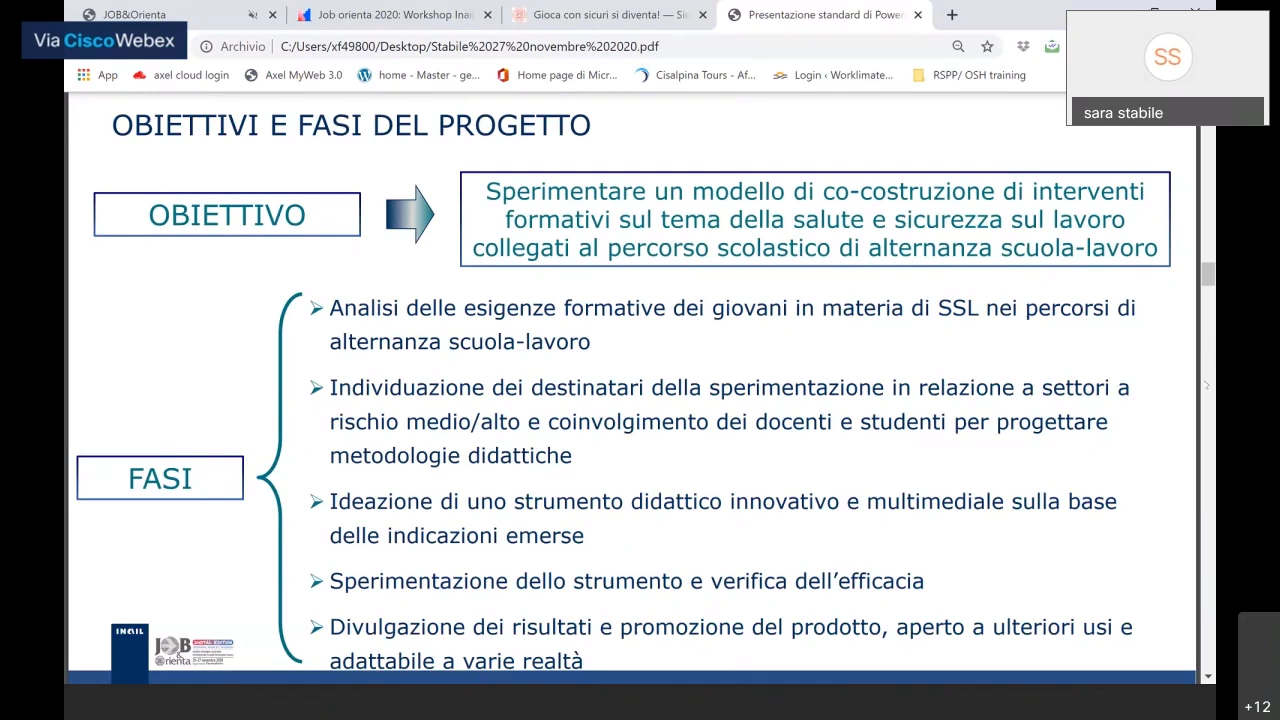 JOB&Orienta
Job orienta 2020: Workshop Inail
Gioca con sicuri si diventa! — Sic
Presentazione standard di Power
Via CiscoWebex
Archivio
C:/Users/xf49800/Desktop/Stabile%2027%20novembre%202020.pdf
App
axel cloud login
Axel MyWeb 3.0
home - Master - ge...
Home page di Micr...
Cisalpina Tours - Af...
Login ‹ Worklimate...
RSPP/ OSH training
SS
sara stabile
OBIETTIVI E FASI DEL PROGETTO
OBIETTIVO
Sperimentare un modello di co-costruzione di interventi
formativi sul tema della salute e sicurezza sul lavoro
collegati al percorso scolastico di alternanza scuola-lavoro
FASI
Analisi delle esigenze formative dei giovani in materia di SSL nei percorsi di
alternanza scuola-lavoro
Individuazione dei destinatari della sperimentazione in relazione a settori a
rischio medio/alto e coinvolgimento dei docenti e studenti per progettare
metodologie didattiche
Ideazione di uno strumento didattico innovativo e multimediale sulla base
delle indicazioni emerse
Sperimentazione dello strumento e verifica dell’efficacia
Divulgazione dei risultati e promozione del prodotto, aperto a ulteriori usi e
adattabile a varie realtà
INAIL
JOB
&Orienta
+12